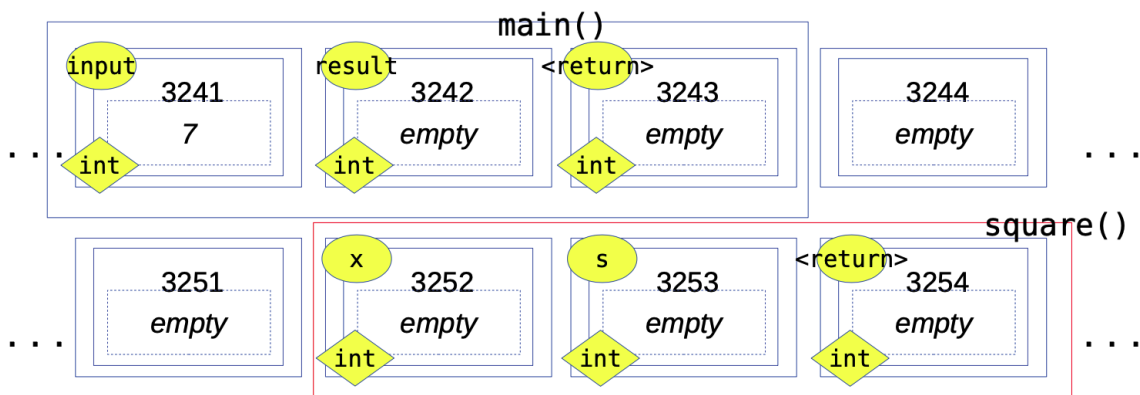 main()
input result <return>
3241 3242 3243 3244
7 empty empty empty
... int int int ...
square()
x s <return>
3251 3252 3253 3254
empty empty empty empty
... int int int ...